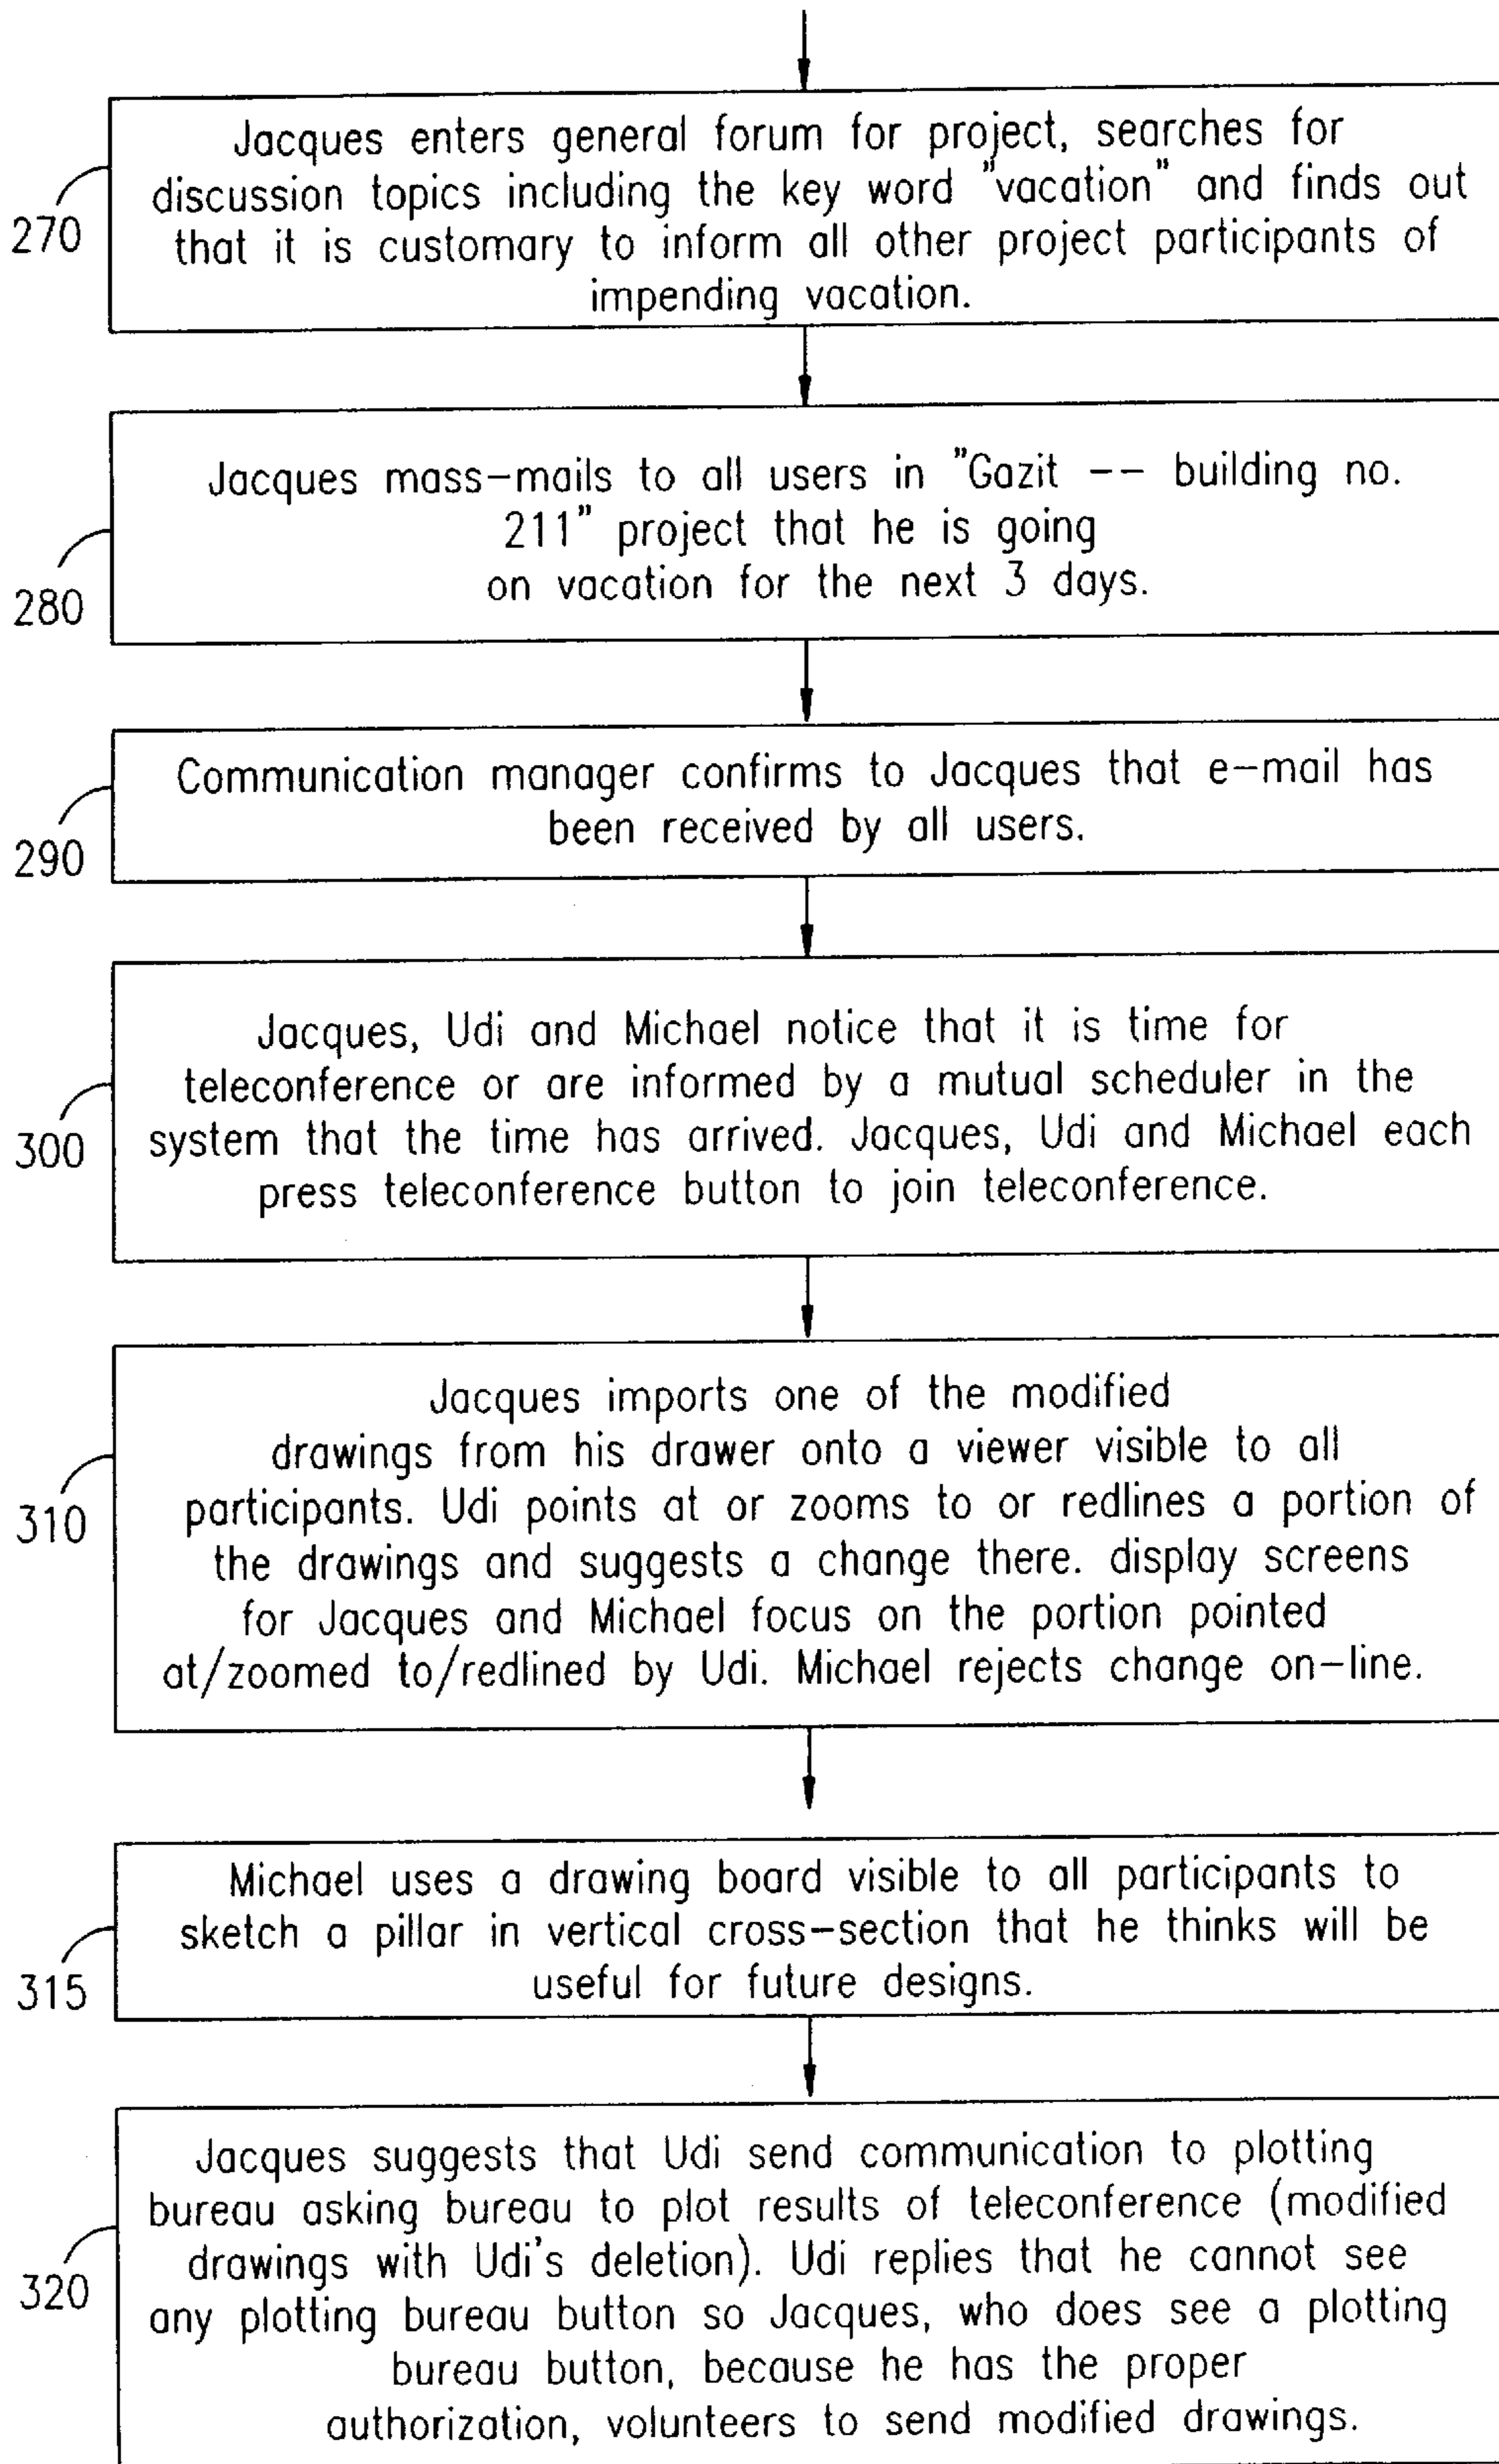 Jacques enters general forum for project, searches for
discussion topics including the key word "vacation" and finds out
that it is customary to inform all other project participants of
impending vacation.
270
Jacques mass-mails to all users in "Gazit -- building no.
211" project that he is going
on vacation for the next 3 days.
280
Communication manager confirms to Jacques that e-mail has
been received by all users.
290
Jacques, Udi and Michael notice that it is time for
teleconference or are informed by a mutual scheduler in the
system that the time has arrived. Jacques, Udi and Michael each
press teleconference button to join teleconference.
300
Jacques imports one of the modified
drawings from his drawer onto a viewer visible to all
participants. Udi points at or zooms to or redlines a portion of
the drawings and suggests a change there. display screens
for Jacques and Michael focus on the portion pointed
at/zoomed to/redlined by Udi. Michael rejects change on-line.
310
Michael uses a drawing board visible to all participants to
sketch a pillar in vertical cross-section that he thinks will be
useful for future designs.
315
Jacques suggests that Udi send communication to plotting
bureau asking bureau to plot results of teleconference (modified
drawings with Udi's deletion). Udi replies that he cannot see
any plotting bureau button so Jacques, who does see a plotting
bureau button, because he has the proper
authorization, volunteers to send modified drawings.
320